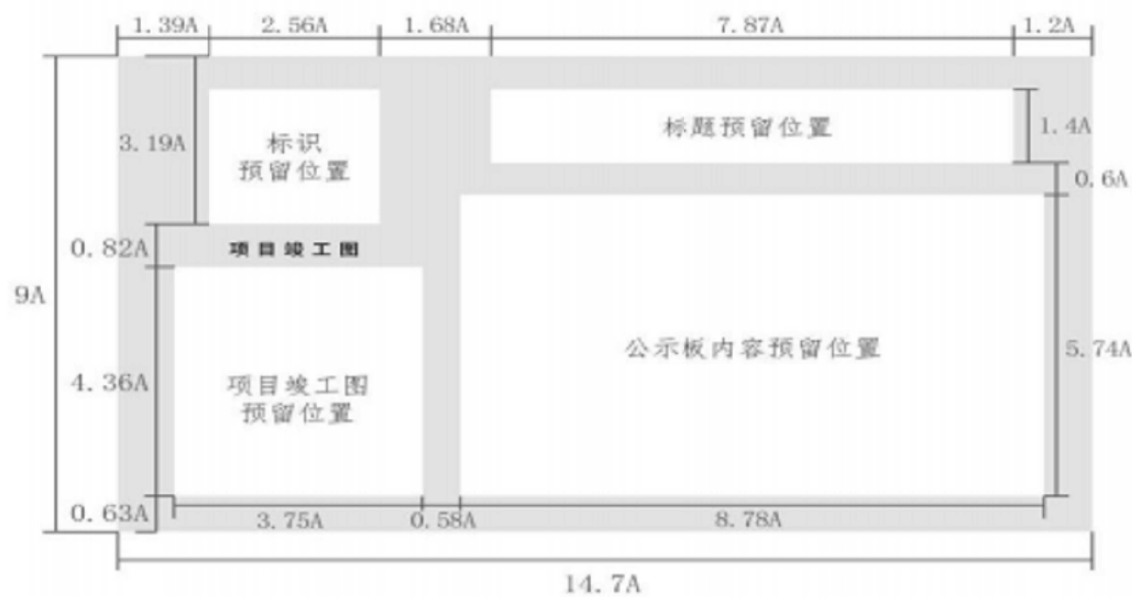 1.39A 2.56A 1.68A 7.87A 1.2A
标识
预留位置
标题预留位置
3.19A
1.4A
0.6A
0.82A
项目竣工图
9A
公示板内容预留位置
5.74A
4.36A
项目竣工图
预留位置
0.63A
3.75A 0.58A 8.78A
14.7A